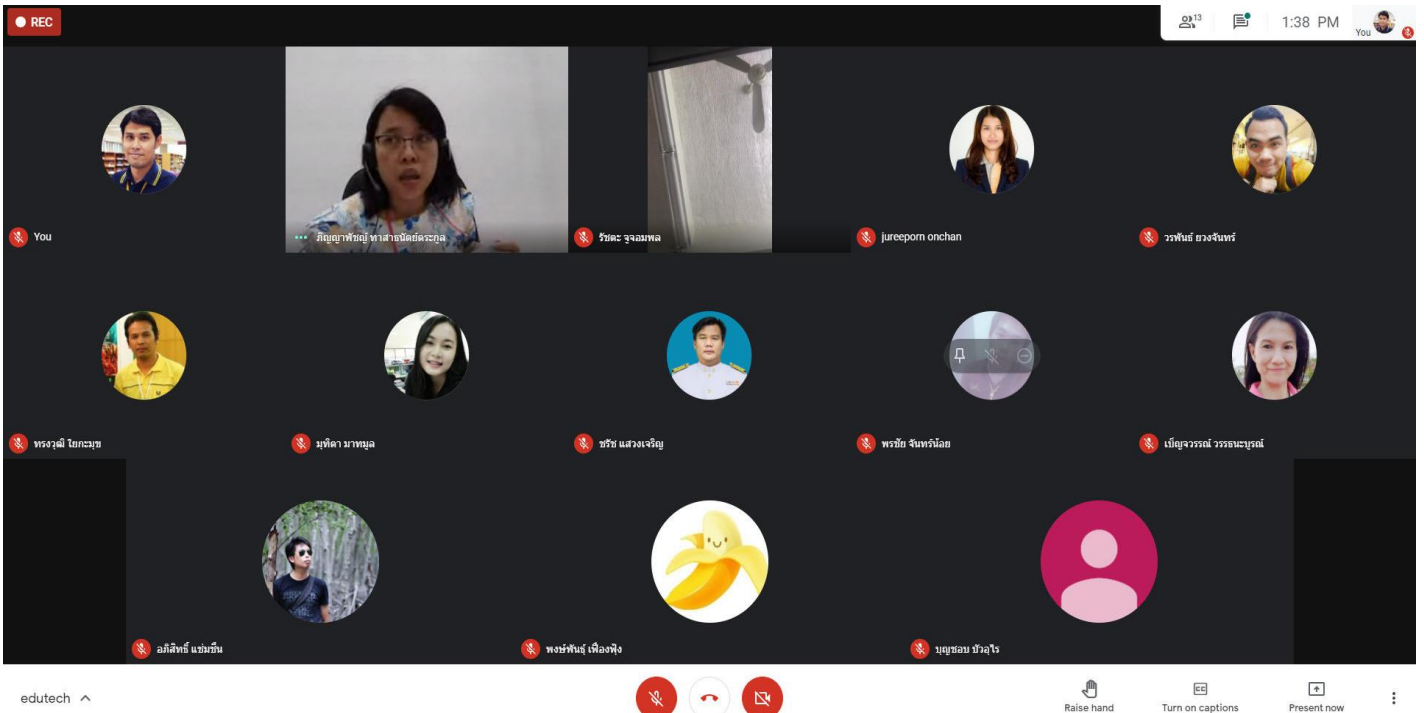 REC
13
1:38 PM
You
You
ภิญญาพัชญ์ ทาสาธนัตย์ตระกูล
รัชตะ จูจอมพล
jureeporn onchan
วรพันธ์ ยวงจันทร์
ทรงวุฒิ ใยกะมุข
มุทิตา มาทมูล
ชรัช แสวงเจริญ
พรชัย จันทร์น้อย
เบ็ญจวรรณ์ วรรธนะบูรณ์
อภิสิทธิ์ แช่มชื่น
พงษ์พันธุ์ เฟื่องฟุ้ง
บุญชอบ บัวอุไร
edutech
Raise hand
CC
Turn on captions
Present now